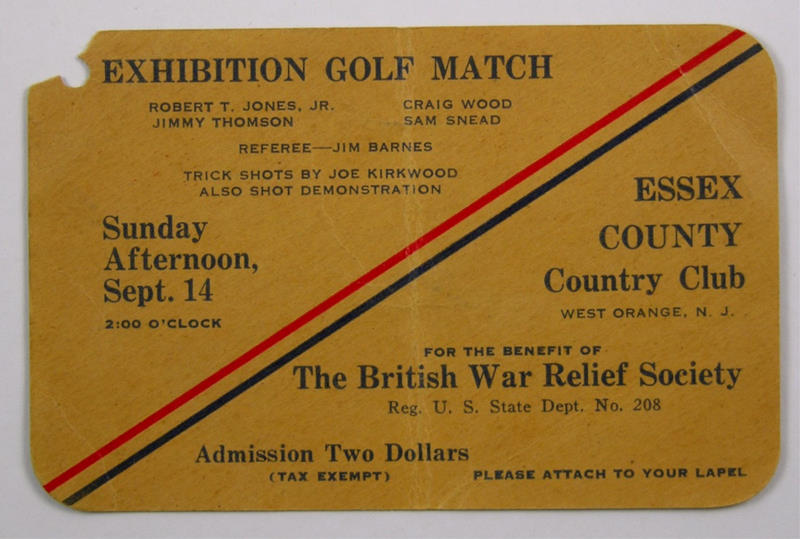 EXHIBITION GOLF MATCH
ROBERT T. JONES, JR. CRAIG WOOD
JIMMY THOMSON SAM SNEAD
REFEREE—JIM BARNES
TRICK SHOTS BY JOE KIRKWOOD
ALSO SHOT DEMONSTRATION
Sunday
Afternoon,
Sept. 14
2:00 O'CLOCK
ESSEX
COUNTY
Country Club
WEST ORANGE, N. J.
FOR THE BENEFIT OF
The British War Relief Society
Reg. U. S. State Dept. No. 208
Admission Two Dollars
(TAX EXEMPT)
PLEASE ATTACH TO YOUR LAPEL